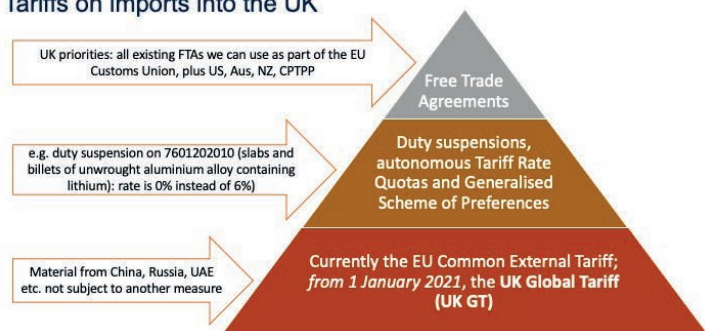 Tariffs on imports into the UK
UK priorities: all existing FTAs we can use as part of the EU
Customs Union, plus US, Aus, NZ, CPTPP
Free Trade
Agreements
e.g. duty suspension on 7601202010 (slabs and
billets of unwrought aluminium alloy containing
lithium): rate is 0% instead of 6%)
Duty suspensions,
autonomous Tariff Rate
Quotas and Generalised
Scheme of Preferences
Material from China, Russia, UAE
etc. not subject to another measure
Currently the EU Common External Tariff;
from 1 January 2021, the UK Global Tariff
(UK GT)